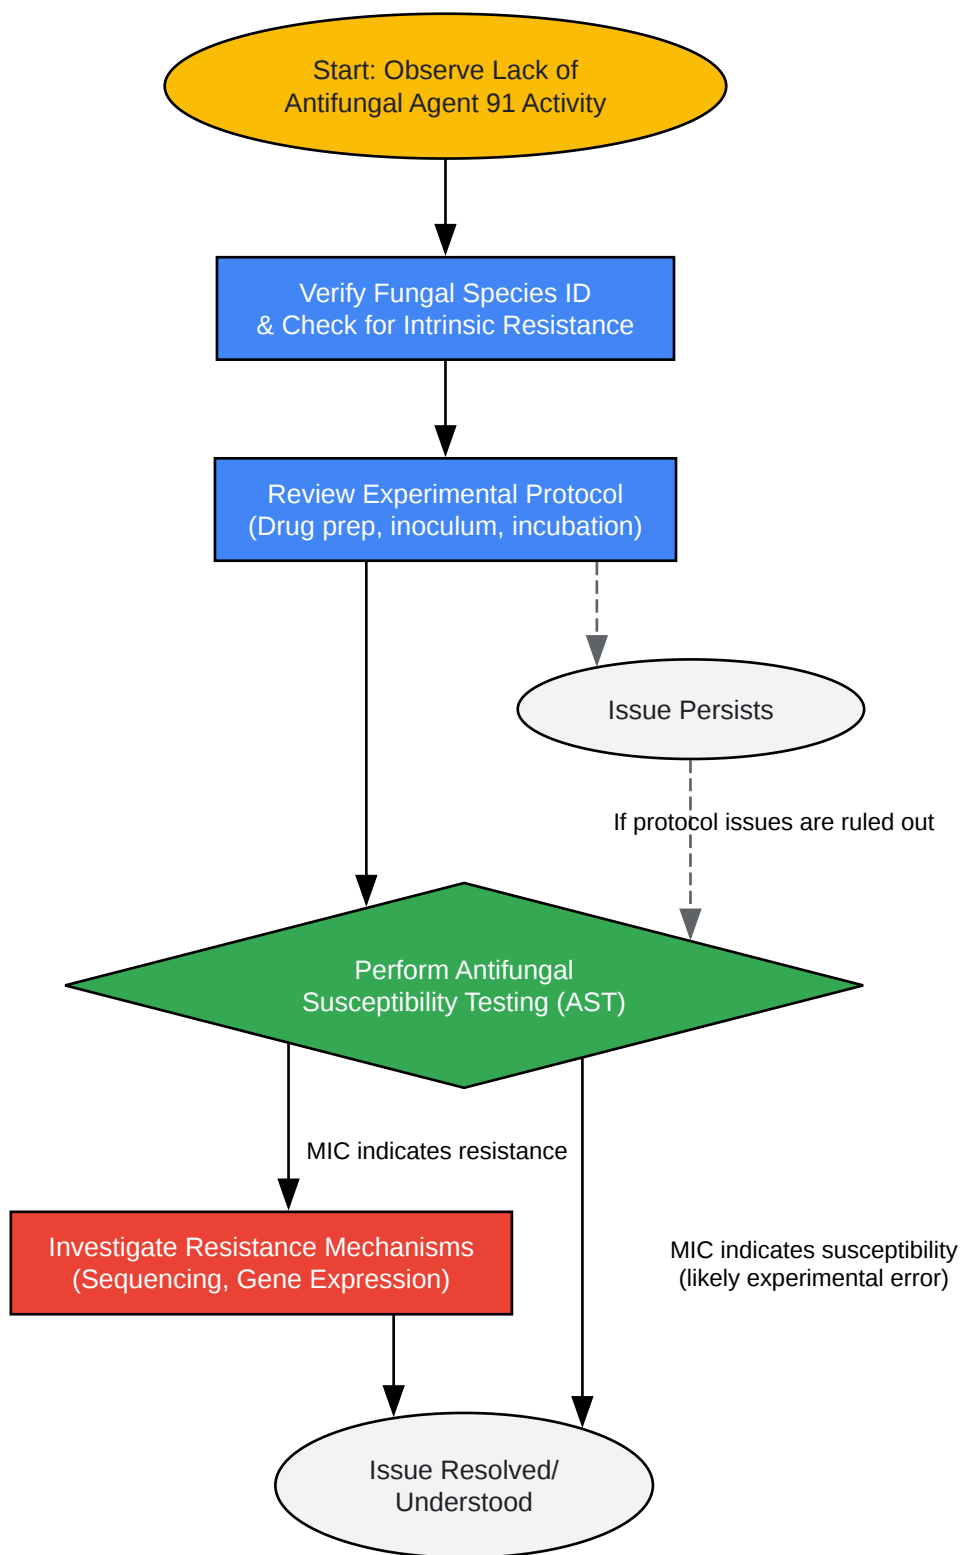 Start: Observe Lack of
Antifungal Agent 91 Activity
Verify Fungal Species ID
& Check for Intrinsic Resistance
Review Experimental Protocol
(Drug prep, inoculum, incubation)
Issue Persists
If protocol issues are ruled out
Perform Antifungal
Susceptibility Testing (AST)
MIC indicates resistance
Investigate Resistance Mechanisms
(Sequencing, Gene Expression)
MIC indicates susceptibility
(likely experimental error)
Issue Resolved/
Understood